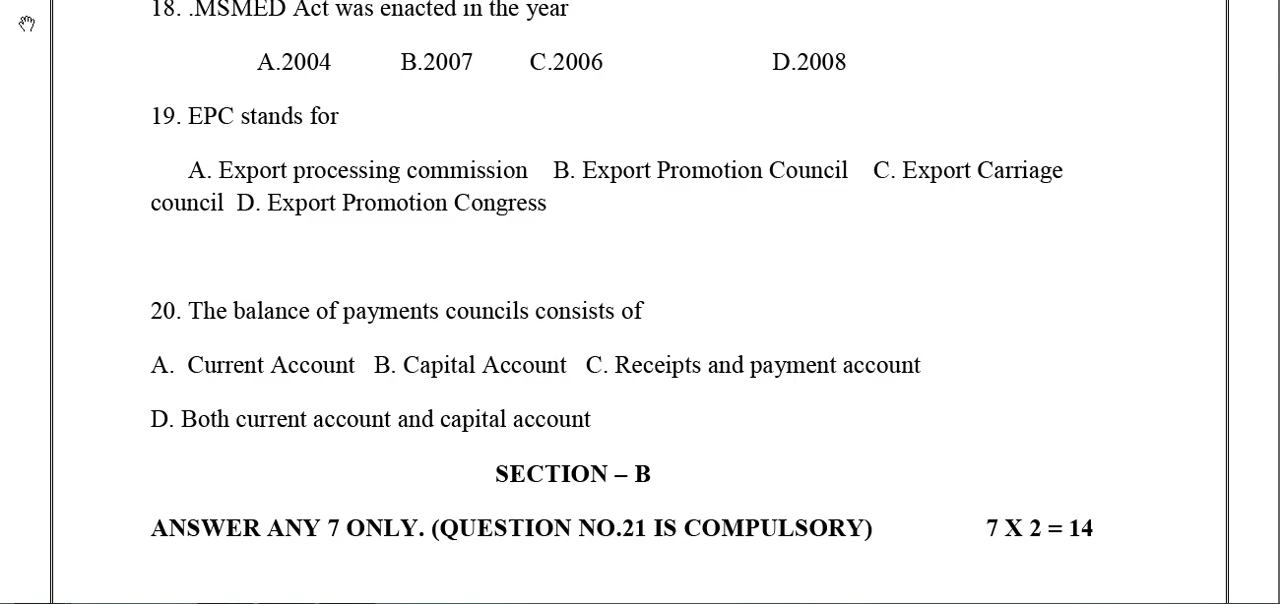 18. .MSMED Act was enacted in the year
A.2004 B.2007 C.2006 D.2008
19. EPC stands for
A. Export processing commission B. Export Promotion Council C. Export Carriage
council D. Export Promotion Congress
20. The balance of payments councils consists of
A. Current Account B. Capital Account C. Receipts and payment account
D. Both current account and capital account
SECTION – B
ANSWER ANY 7 ONLY. (QUESTION NO.21 IS COMPULSORY) 7 X 2 = 14